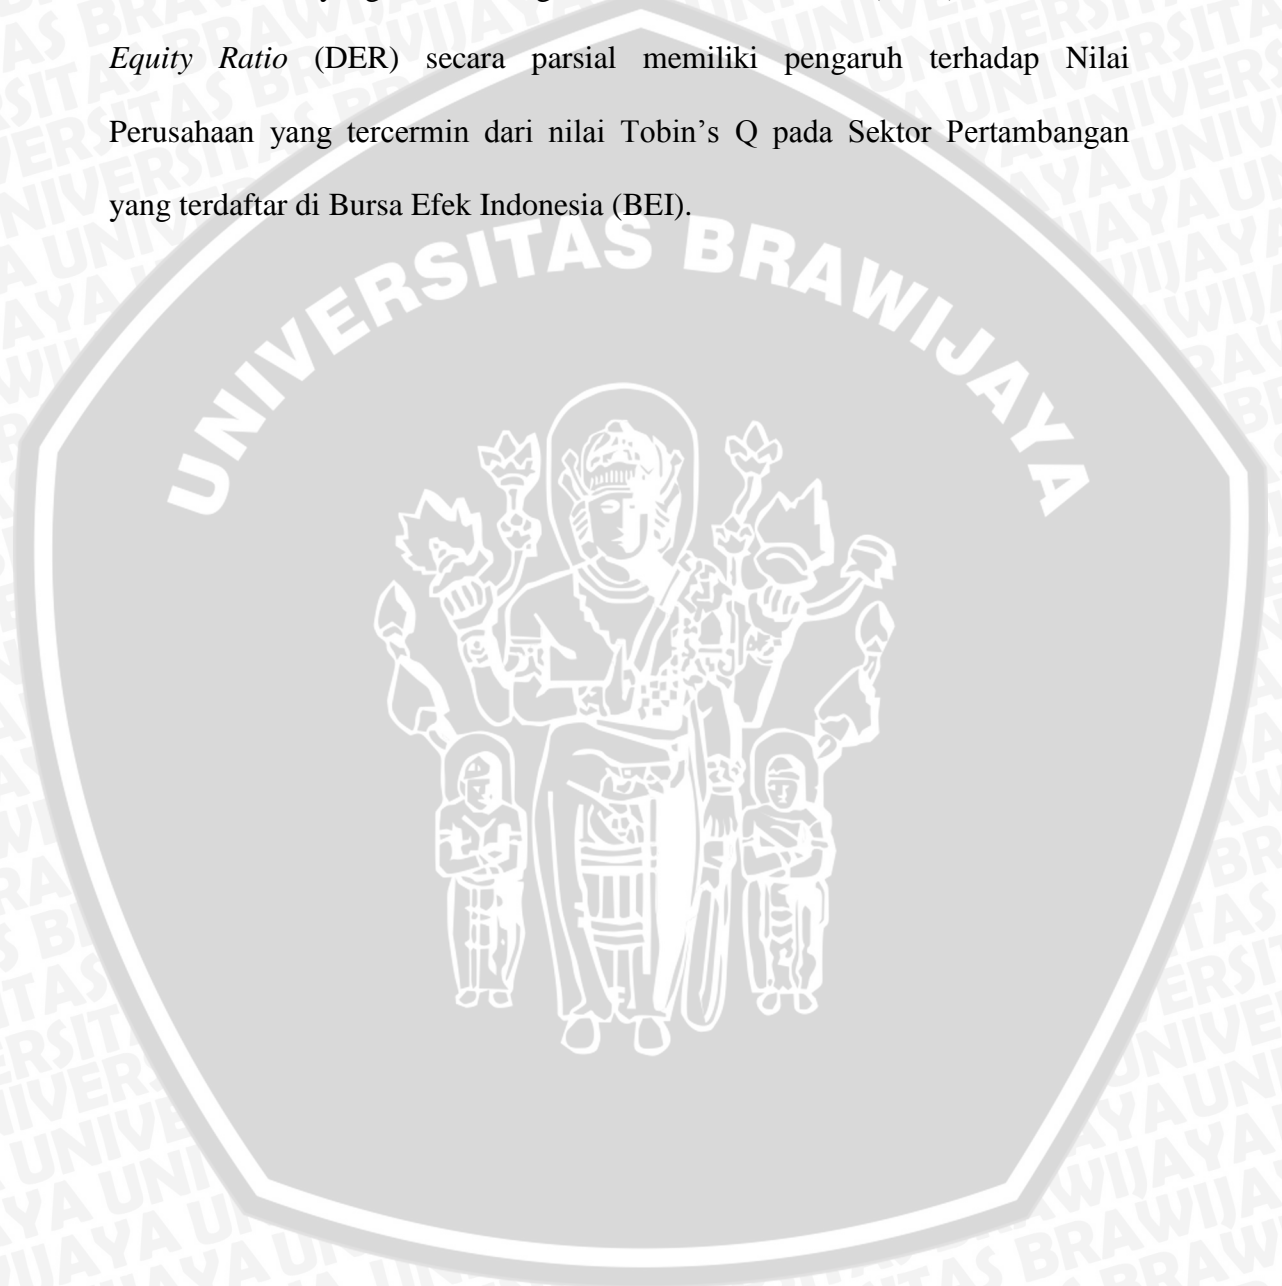 Equity Ratio (DER) secara parsial memiliki pengaruh terhadap Nilai
Perusahaan yang tercermin dari nilai Tobin's Q pada Sektor Pertambangan
yang terdaftar di Bursa Efek Indonesia (BEI).
UNIVERSITAS BRAWIJAYA